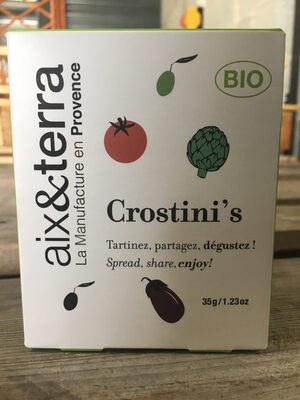 aix&terra
La Manufacture en Provence
BIO
Crostini's
Tartinez, partagez, dégustez !
Spread, share, enjoy!
35g/1.23oz